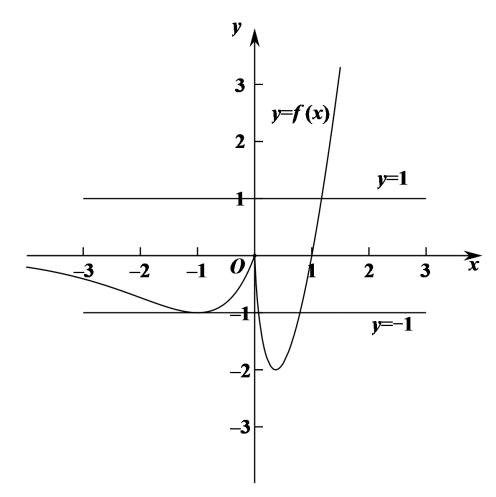 y
3
y=f (x)
2
y=1
1
–3 –2 –1 O 1 2 3 x
–1
y=–1
–2
–3